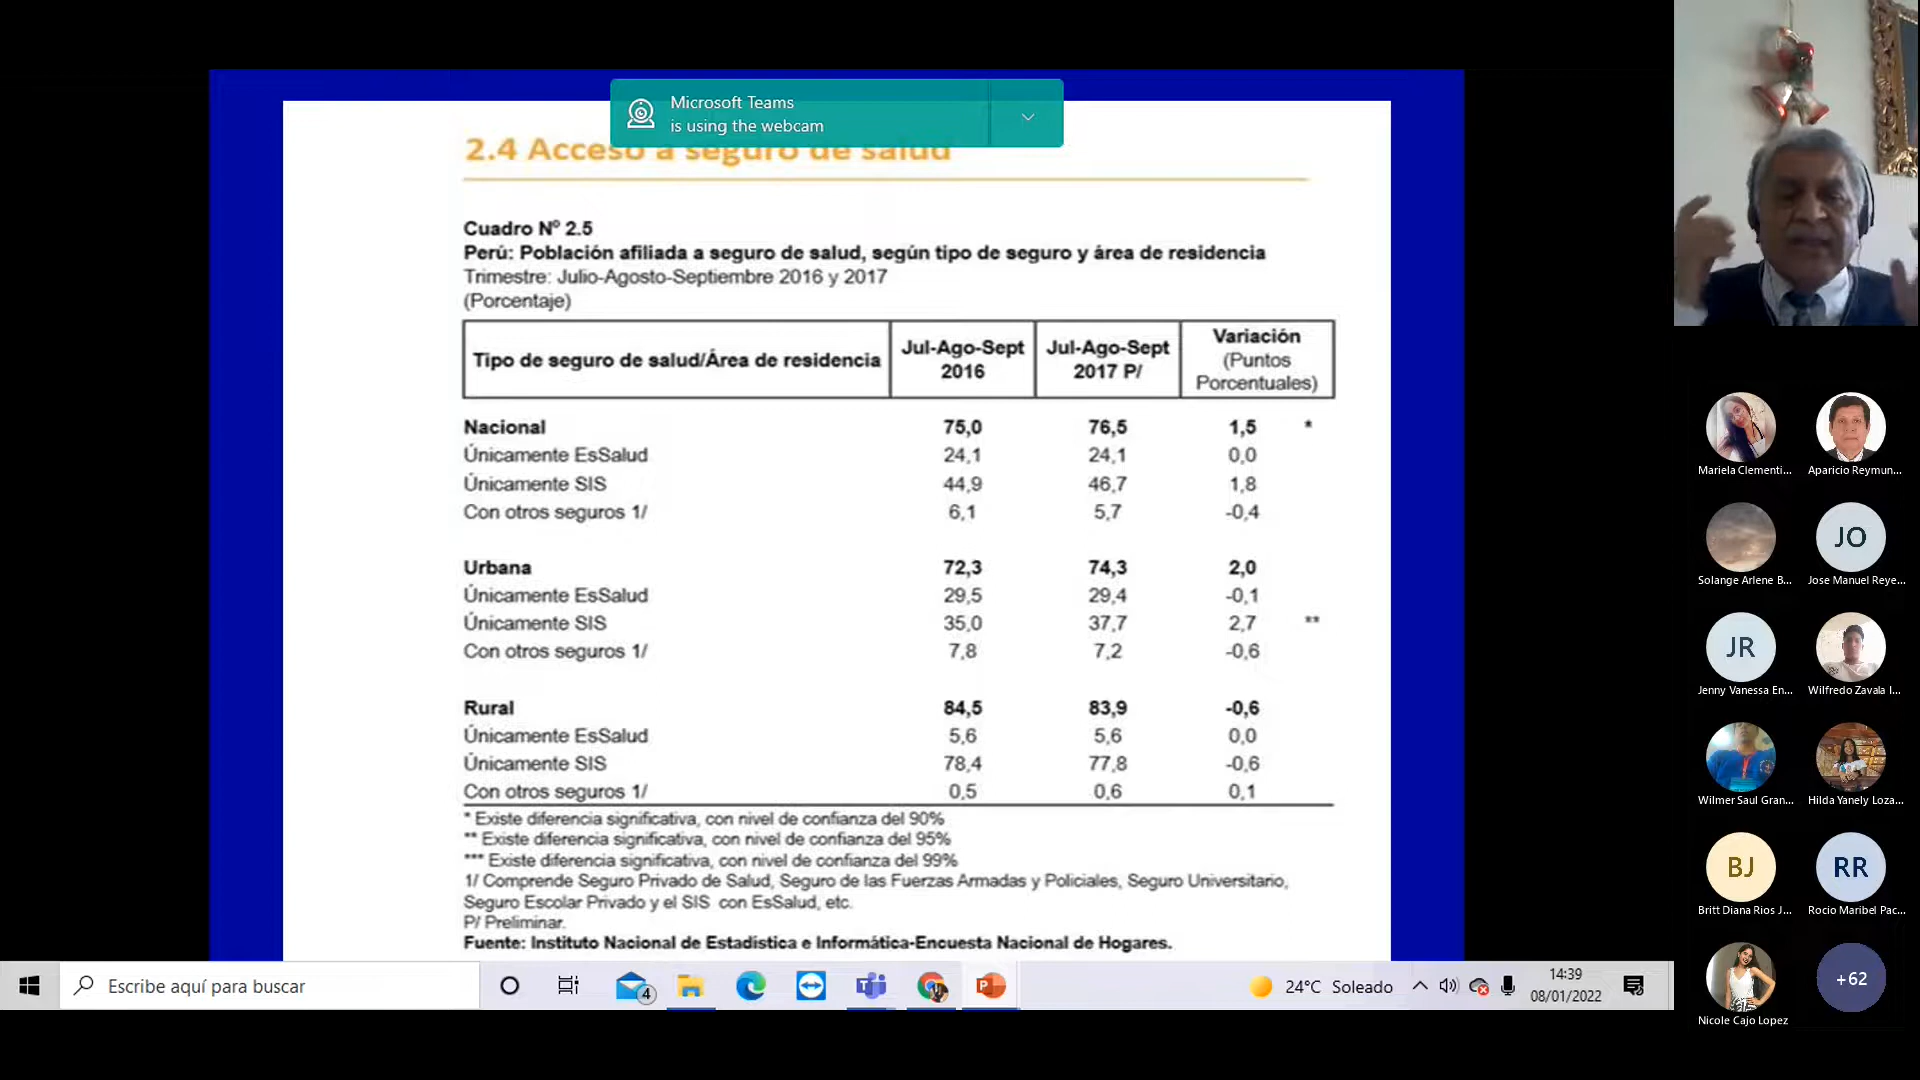 Microsoft Teams
is using the webcam
2.4 Acceso a seguro de salud
Cuadro Nº 2.5
Perú: Población afiliada a seguro de salud, según tipo de seguro y área de residencia
Trimestre: Julio-Agosto-Septiembre 2016 y 2017
(Porcentaje)
Tipo de seguro de salud/Área de residencia Jul-Ago-Sept 2016 Jul-Ago-Sept 2017 P/ Variación (Puntos Porcentuales)
Nacional 75,0 76,5 1,5 *
Únicamente EsSalud 24,1 24,1 0,0
Únicamente SIS 44,9 46,7 1,8
Con otros seguros 1/ 6,1 5,7 -0,4
Urbana 72,3 74,3 2,0
Únicamente EsSalud 29,5 29,4 -0,1
Únicamente SIS 35,0 37,7 2,7 **
Con otros seguros 1/ 7,8 7,2 -0,6
Rural 84,5 83,9 -0,6
Únicamente EsSalud 5,6 5,6 0,0
Únicamente SIS 78,4 77,8 -0,6
Con otros seguros 1/ 0,5 0,6 0,1
* Existe diferencia significativa, con nivel de confianza del 90%
** Existe diferencia significativa, con nivel de confianza del 95%
*** Existe diferencia significativa, con nivel de confianza del 99%
1/ Comprende Seguro Privado de Salud, Seguro de las Fuerzas Armadas y Policiales, Seguro Universitario,
Seguro Escolar Privado y el SIS con EsSalud, etc.
P/ Preliminar.
Fuente: Instituto Nacional de Estadística e Informática-Encuesta Nacional de Hogares.
Escribe aquí para buscar
4
24°C Soleado
14:39
08/01/2022
Mariela Clementi...
Aparicio Reymun...
Solange Arlene B...
JO
Jose Manuel Reye...
JR
Jenny Vanessa En...
Wilfredo Zavala I...
Wilmer Saul Gran...
Hilda Yanely Loza...
BJ
Britt Diana Rios J...
RR
Rocio Maribel Pac...
Nicole Cajo Lopez
+62